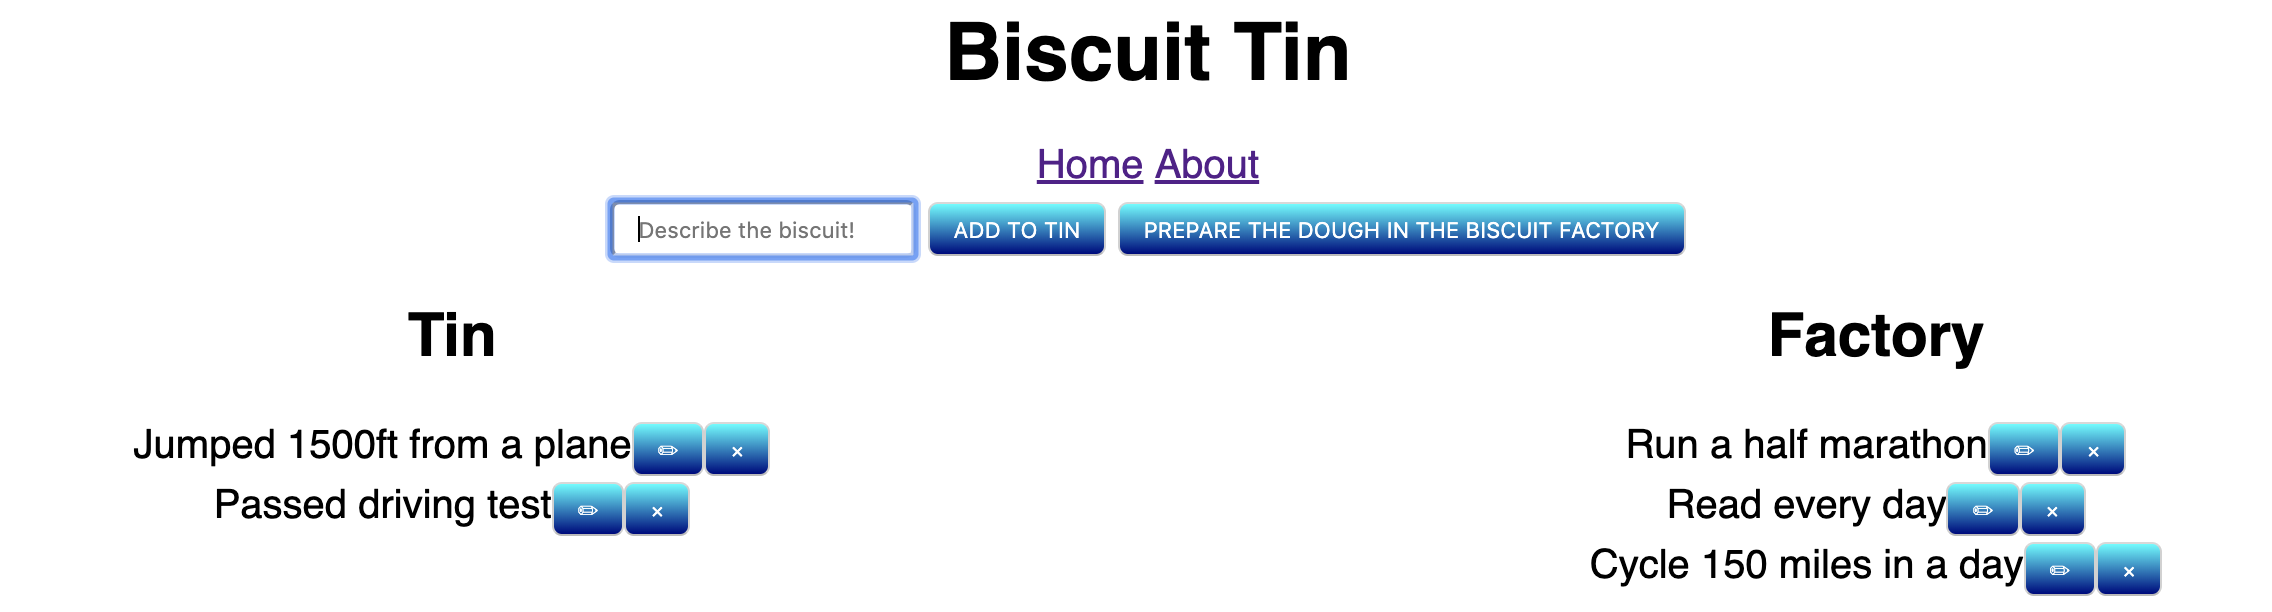 Biscuit Tin
Home About
Describe the biscuit! ADD TO TIN PREPARE THE DOUGH IN THE BISCUIT FACTORY
Tin
Jumped 1500ft from a plane ✏ ×
Passed driving test ✏ ×
Factory
Run a half marathon ✏ ×
Read every day ✏ ×
Cycle 150 miles in a day ✏ ×